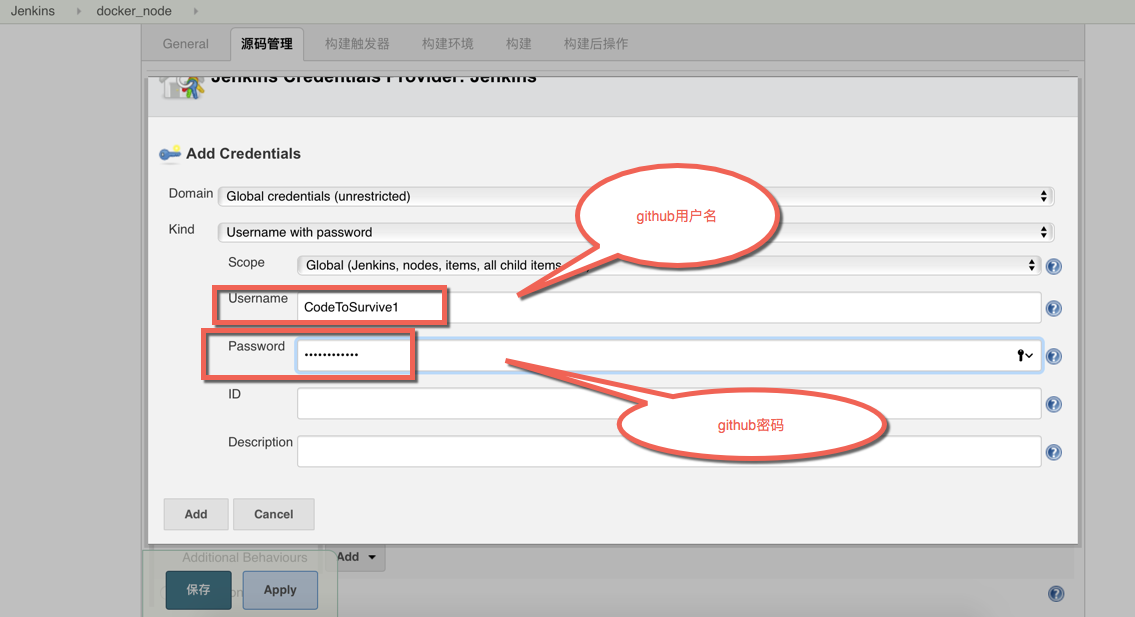 Jenkins docker_node
General 源码管理 构建触发器 构建环境 构建 构建后操作
Jenkins Credentials Provider: Jenkins
Add Credentials
Domain Global credentials (unrestricted)
Kind Username with password
Scope Global (Jenkins, nodes, items, all child items
github用户名
Username CodeToSurvive1
Password ••••••••••••
ID
github密码
Description
Add Cancel
Additional Behaviours Add
保存 Apply